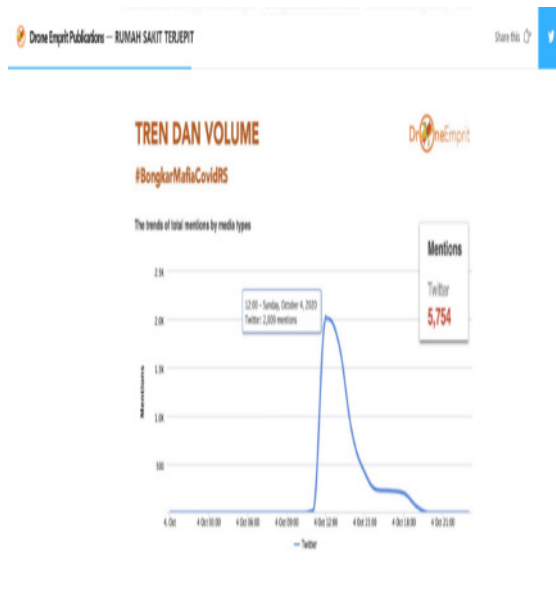 Drone Emprit Publications — RUMAH SAKIT TERJEPIT
Share this
TREN DAN VOLUME
DroneEmprit
#BongkarMafiaCovidRS
The trends of total mentions by media types
Mentions
Twitter
5,754
12:00 - Sunday, October 4, 2020
Twitter: 2,009 mentions
2.5K
2.0K
1.5K
1.0K
500
Mentions
4. Oct
4 Oct 03:00
4 Oct 06:00
4 Oct 09:00
4 Oct 12:00
4 Oct 15:00
4 Oct 18:00
4 Oct 21:00
Twitter